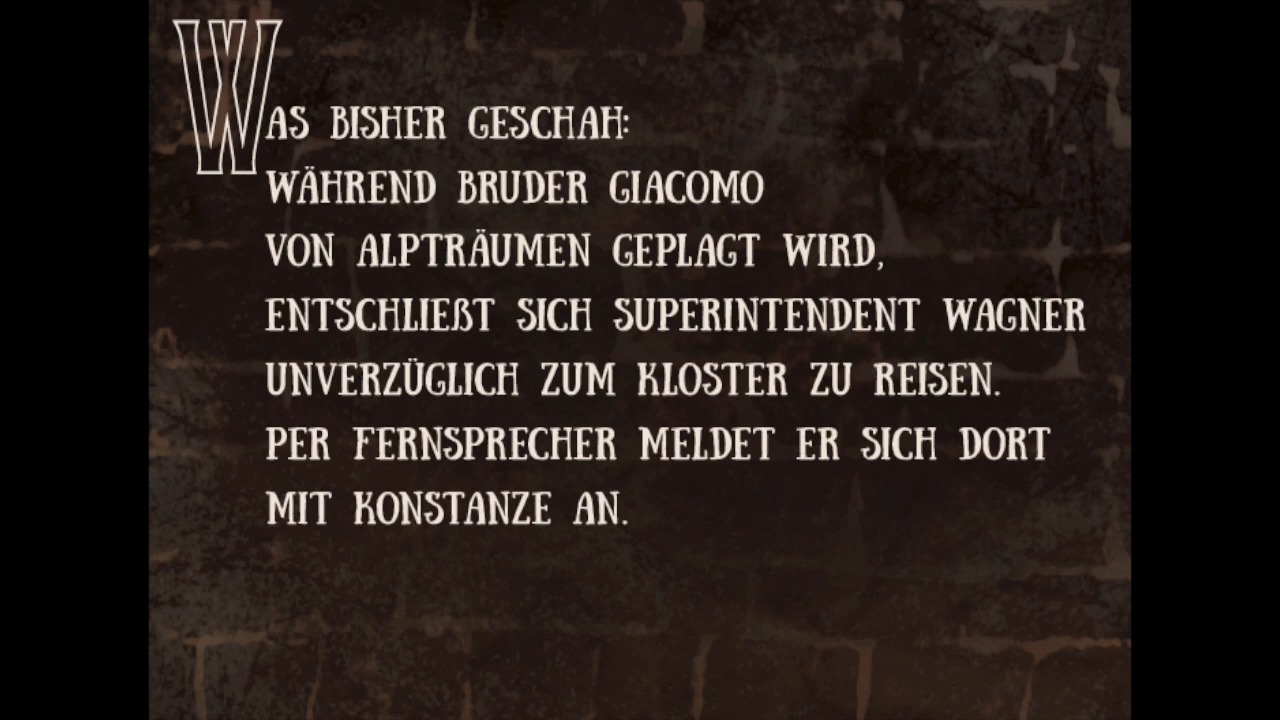 WAS BISHER GESCHAH:
WÄHREND BRUDER GIACOMO
VON ALPTRÄUMEN GEPLAGT WIRD,
ENTSCHLIEßT SICH SUPERINTENDENT WAGNER
UNVERZÜGLICH ZUM KLOSTER ZU REISEN.
PER FERNSPRECHER MELDET ER SICH DORT
MIT KONSTANZE AN.